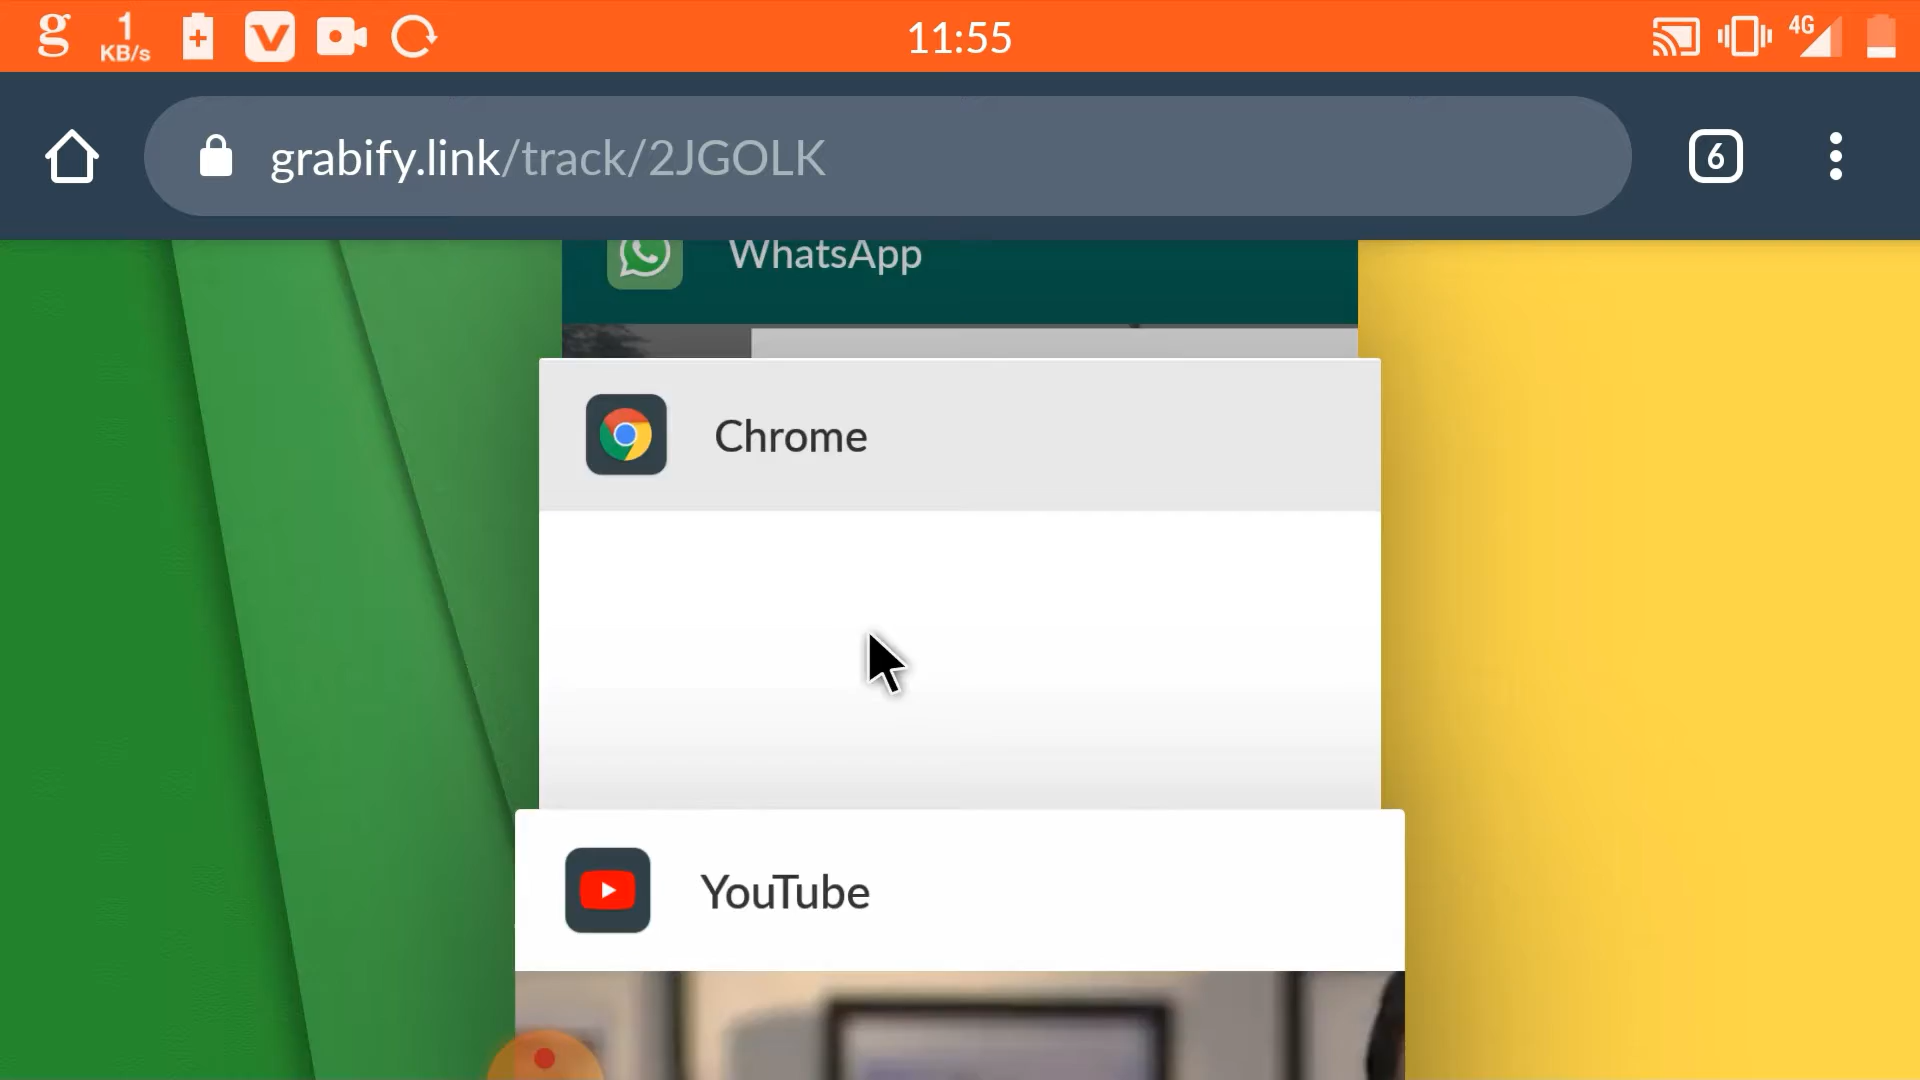 g 1 KB/s 11:55 4G
grabify.link/track/2JGOLK 6
WhatsApp
Chrome
YouTube